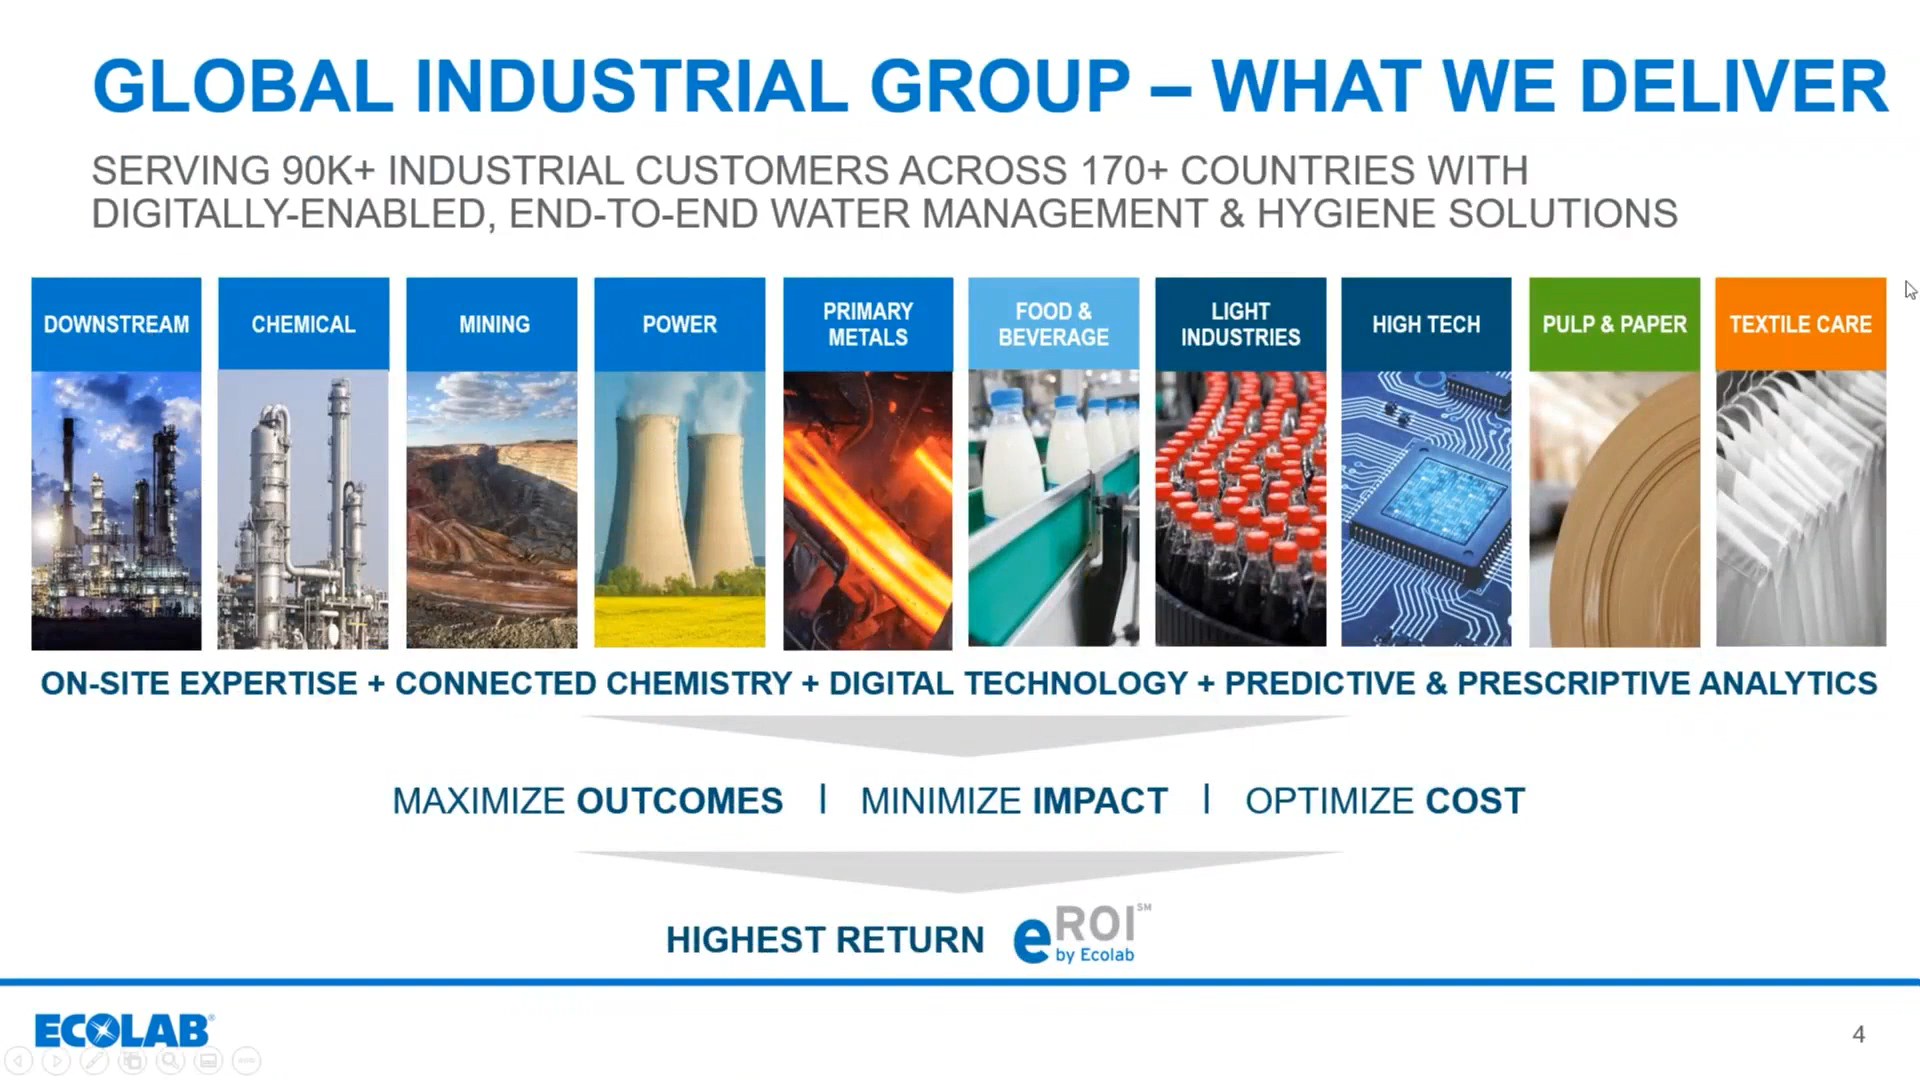 GLOBAL INDUSTRIAL GROUP – WHAT WE DELIVER
SERVING 90K+ INDUSTRIAL CUSTOMERS ACROSS 170+ COUNTRIES WITH
DIGITALLY-ENABLED, END-TO-END WATER MANAGEMENT & HYGIENE SOLUTIONS
DOWNSTREAM
CHEMICAL
MINING
POWER
PRIMARY
METALS
FOOD &
BEVERAGE
LIGHT
INDUSTRIES
HIGH TECH
PULP & PAPER
TEXTILE CARE
ON-SITE EXPERTISE + CONNECTED CHEMISTRY + DIGITAL TECHNOLOGY + PREDICTIVE & PRESCRIPTIVE ANALYTICS
MAXIMIZE OUTCOMES | MINIMIZE IMPACT | OPTIMIZE COST
HIGHEST RETURN eROI SM
by Ecolab
ECOLAB®
4